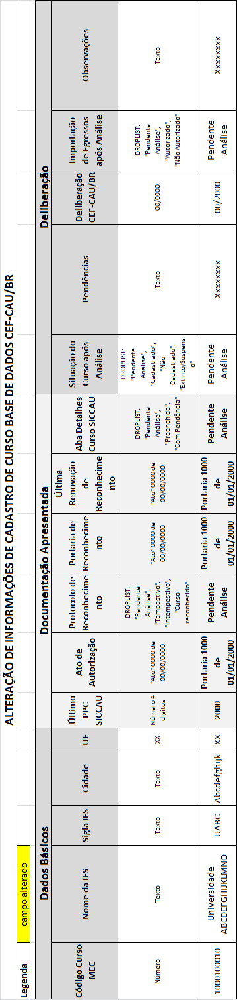 ALTERAÇÃO DE INFORMAÇÕES DE CADASTRO DE CURSO BASE DE DADOS CEF-CAU/BR
Legenda
campo alterado
Dados Básicos
Documentação Apresentada
Deliberação
Código Curso
MEC
Nome da IES
Sigla IES
Cidade
UF
Último
PPC
SICCAU
Ato de
Autorização
Protocolo de
Reconhecime
nto
Portaria de
Reconhecime
nto
Última
Renovação
de
Reconhecime
nto
Aba Detalhes
Curso SICCAU
Situação do
Curso após
Análise
Pendências
Deliberação
CEF-CAU/BR
Importação
de Egressos
após Análise
Observações
Número
Texto
Texto
Texto
XX
Número 4
dígitos
"Ato" 0000 de
00/00/0000
DROPLIST:
"Pendente
Análise",
"Tempestivo",
"Intempestivo",
"Curso
reconhecido"
"Ato" 0000 de
00/00/0000
"Ato" 0000 de
00/00/0000
DROPLIST:
"Pendente
Análise",
"Preenchida",
"Com Pendência"
DROPLIST:
"Pendente
Análise",
"Cadastrado",
"Não
Cadastrado",
"Extinto/Suspens
o"
Texto
00/0000
DROPLIST:
"Pendente
Análise",
"Autorizado",
"Não Autorizado"
Texto
1000100010
Universidade
ABCDEFGHIJKLMNO
UABC
Abcdefghijk
XX
2000
Portaria 1000
de
01/01/2000
Pendente
Análise
Portaria 1000
de
01/01/2000
Portaria 1000
de
01/01/2000
Pendente
Análise
Pendente
Análise
Xxxxxxxx
00/2000
Pendente
Análise
Xxxxxxxx